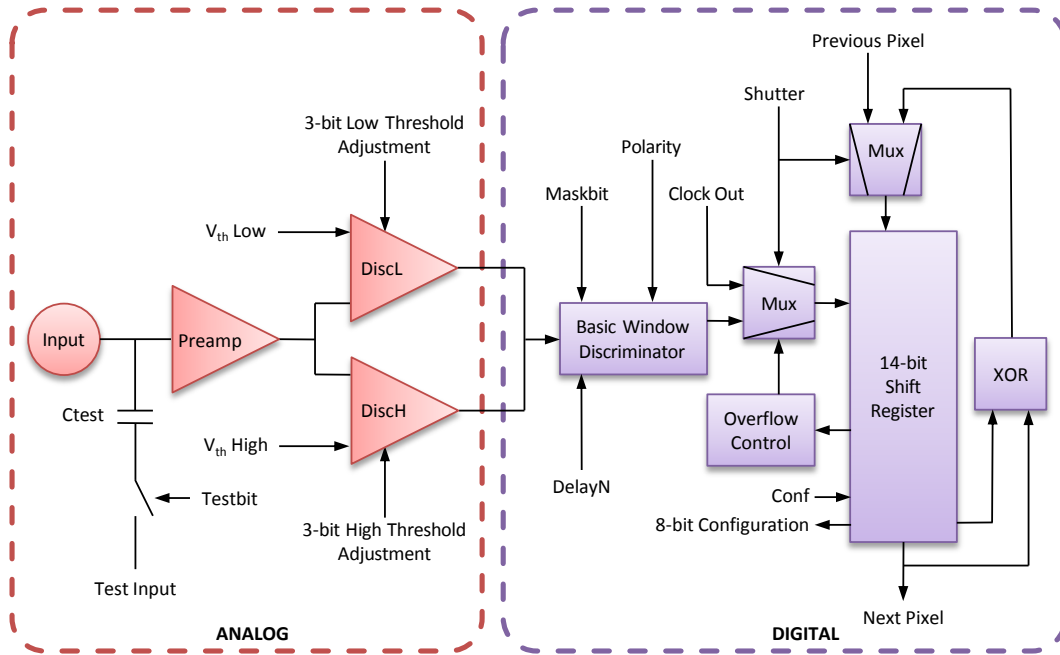 Previous Pixel
Shutter
3-bit Low Threshold
Adjustment
Polarity
Mux
Maskbit
Clock Out
V_th Low
DiscL
Mux
Input
Preamp
Basic Window
Discriminator
14-bit
Shift
Register
XOR
Ctest
DiscH
Overflow
Control
V_th High
DelayN
Testbit
Conf
8-bit Configuration
3-bit High Threshold
Adjustment
Test Input
Next Pixel
ANALOG
DIGITAL